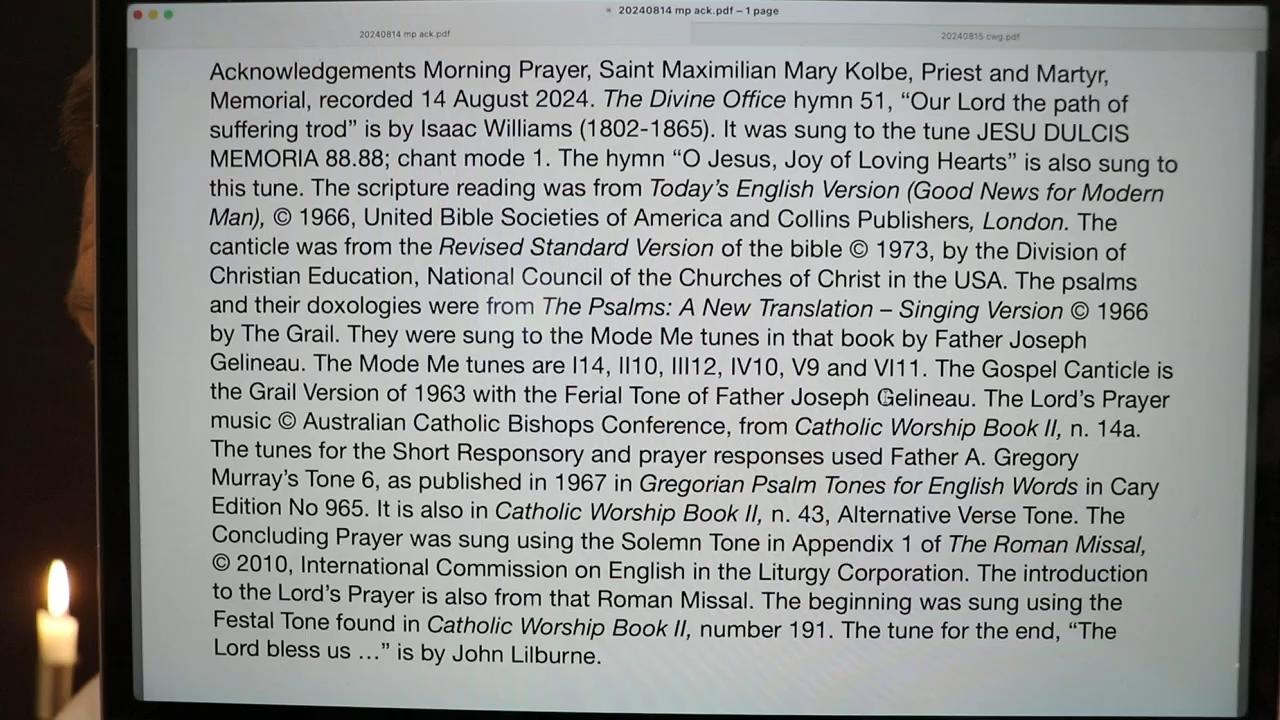 20240814 mp ack.pdf – 1 page
20240814 mp ack.pdf
20240815 cwg.pdf
Acknowledgements Morning Prayer, Saint Maximilian Mary Kolbe, Priest and Martyr,
Memorial, recorded 14 August 2024. The Divine Office hymn 51, “Our Lord the path of
suffering trod” is by Isaac Williams (1802-1865). It was sung to the tune JESU DULCIS
MEMORIA 88.88; chant mode 1. The hymn “O Jesus, Joy of Loving Hearts” is also sung to
this tune. The scripture reading was from Today’s English Version (Good News for Modern
Man), © 1966, United Bible Societies of America and Collins Publishers, London. The
canticle was from the Revised Standard Version of the bible © 1973, by the Division of
Christian Education, National Council of the Churches of Christ in the USA. The psalms
and their doxologies were from The Psalms: A New Translation – Singing Version © 1966
by The Grail. They were sung to the Mode Me tunes in that book by Father Joseph
Gelineau. The Mode Me tunes are I14, II10, III12, IV10, V9 and VI11. The Gospel Canticle is
the Grail Version of 1963 with the Ferial Tone of Father Joseph Gelineau. The Lord’s Prayer
music © Australian Catholic Bishops Conference, from Catholic Worship Book II, n. 14a.
The tunes for the Short Responsory and prayer responses used Father A. Gregory
Murray’s Tone 6, as published in 1967 in Gregorian Psalm Tones for English Words in Cary
Edition No 965. It is also in Catholic Worship Book II, n. 43, Alternative Verse Tone. The
Concluding Prayer was sung using the Solemn Tone in Appendix 1 of The Roman Missal,
© 2010, International Commission on English in the Liturgy Corporation. The introduction
to the Lord’s Prayer is also from that Roman Missal. The beginning was sung using the
Festal Tone found in Catholic Worship Book II, number 191. The tune for the end, “The
Lord bless us …” is by John Lilburne.